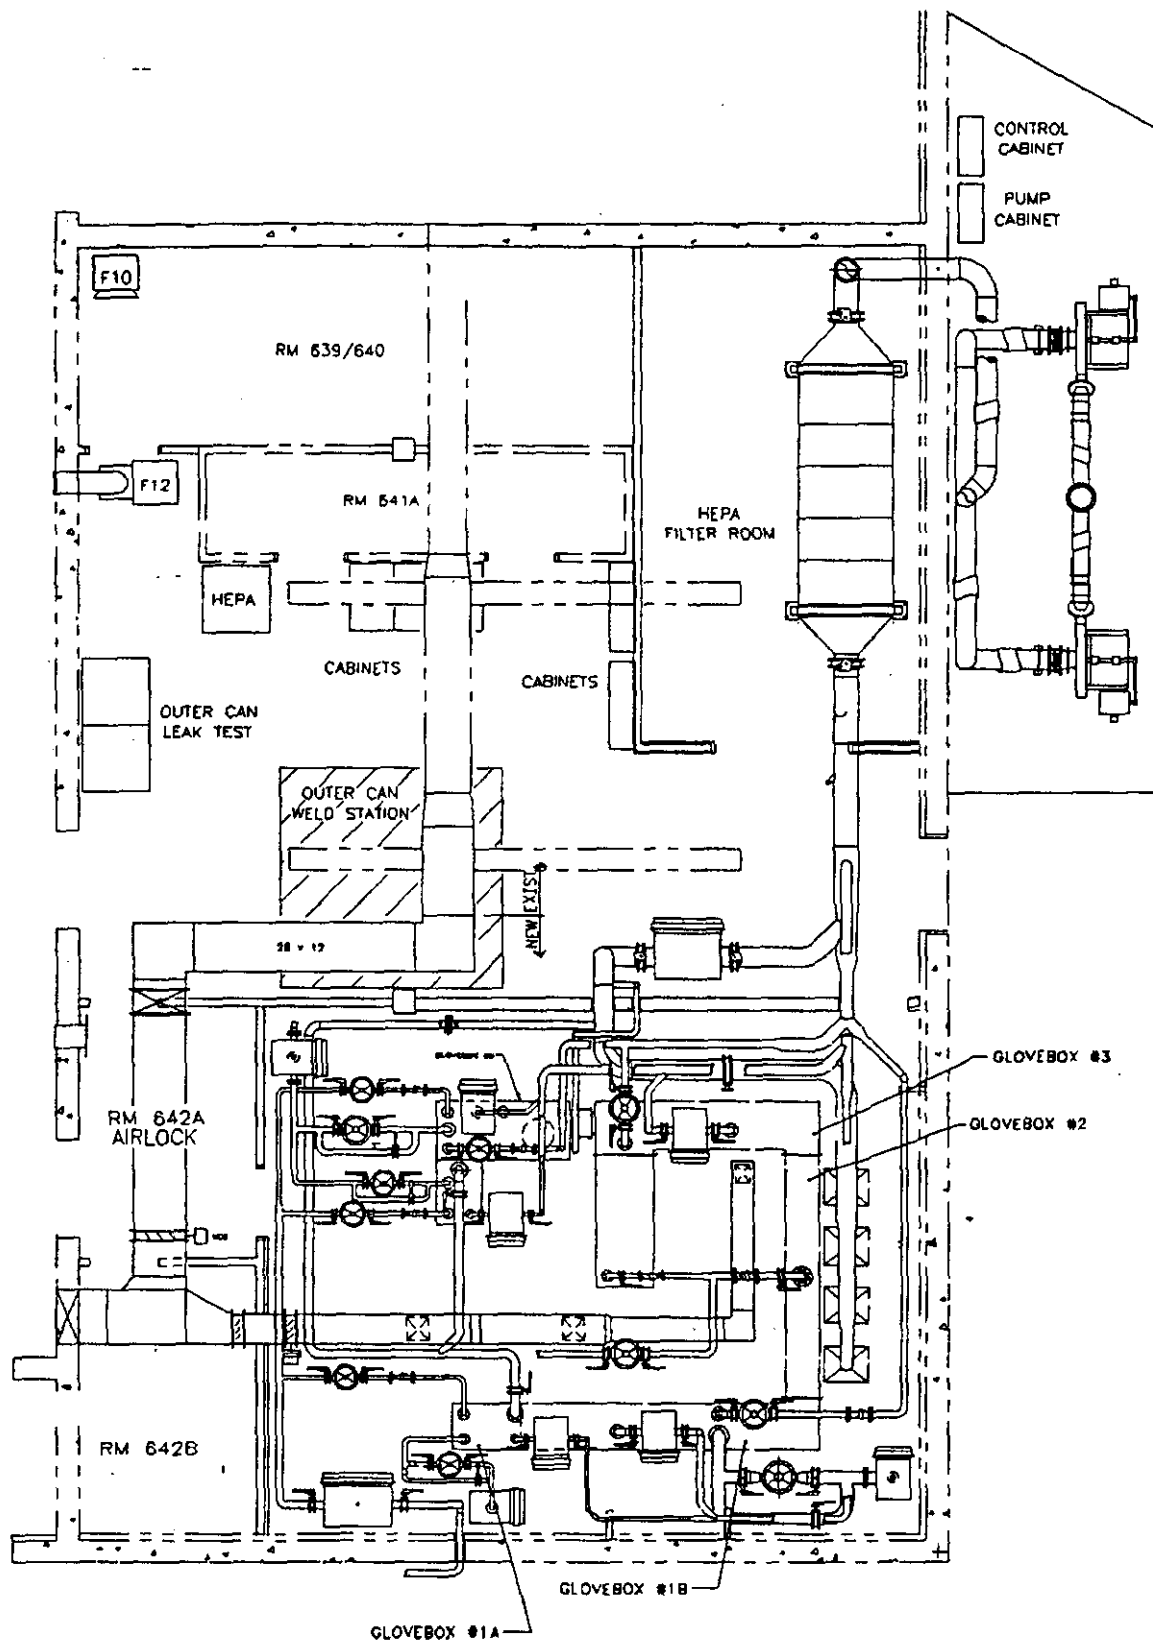 CONTROL
CABINET
PUMP
CABINET
F10
RM 639/640
F12
RM 641A
HEPA
FILTER ROOM
HEPA
CABINETS
CABINETS
OUTER CAN
LEAK TEST
OUTER CAN
WELD STATION
NEW EXIST
28 x 12
GLOVEBOX #3
GLOVEBOX #2
RM 642A
AIRLOCK
RM 642B
GLOVEBOX #1B
GLOVEBOX #1A